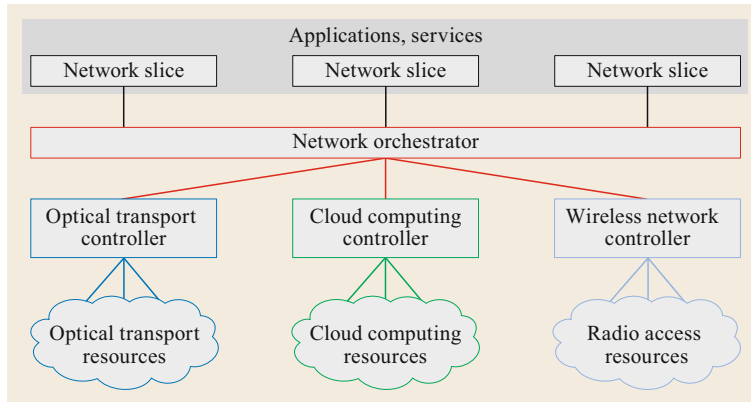 Applications, services
Network slice
Network slice
Network slice
Network orchestrator
Optical transport
controller
Cloud computing
controller
Wireless network
controller
Optical transport
resources
Cloud computing
resources
Radio access
resources